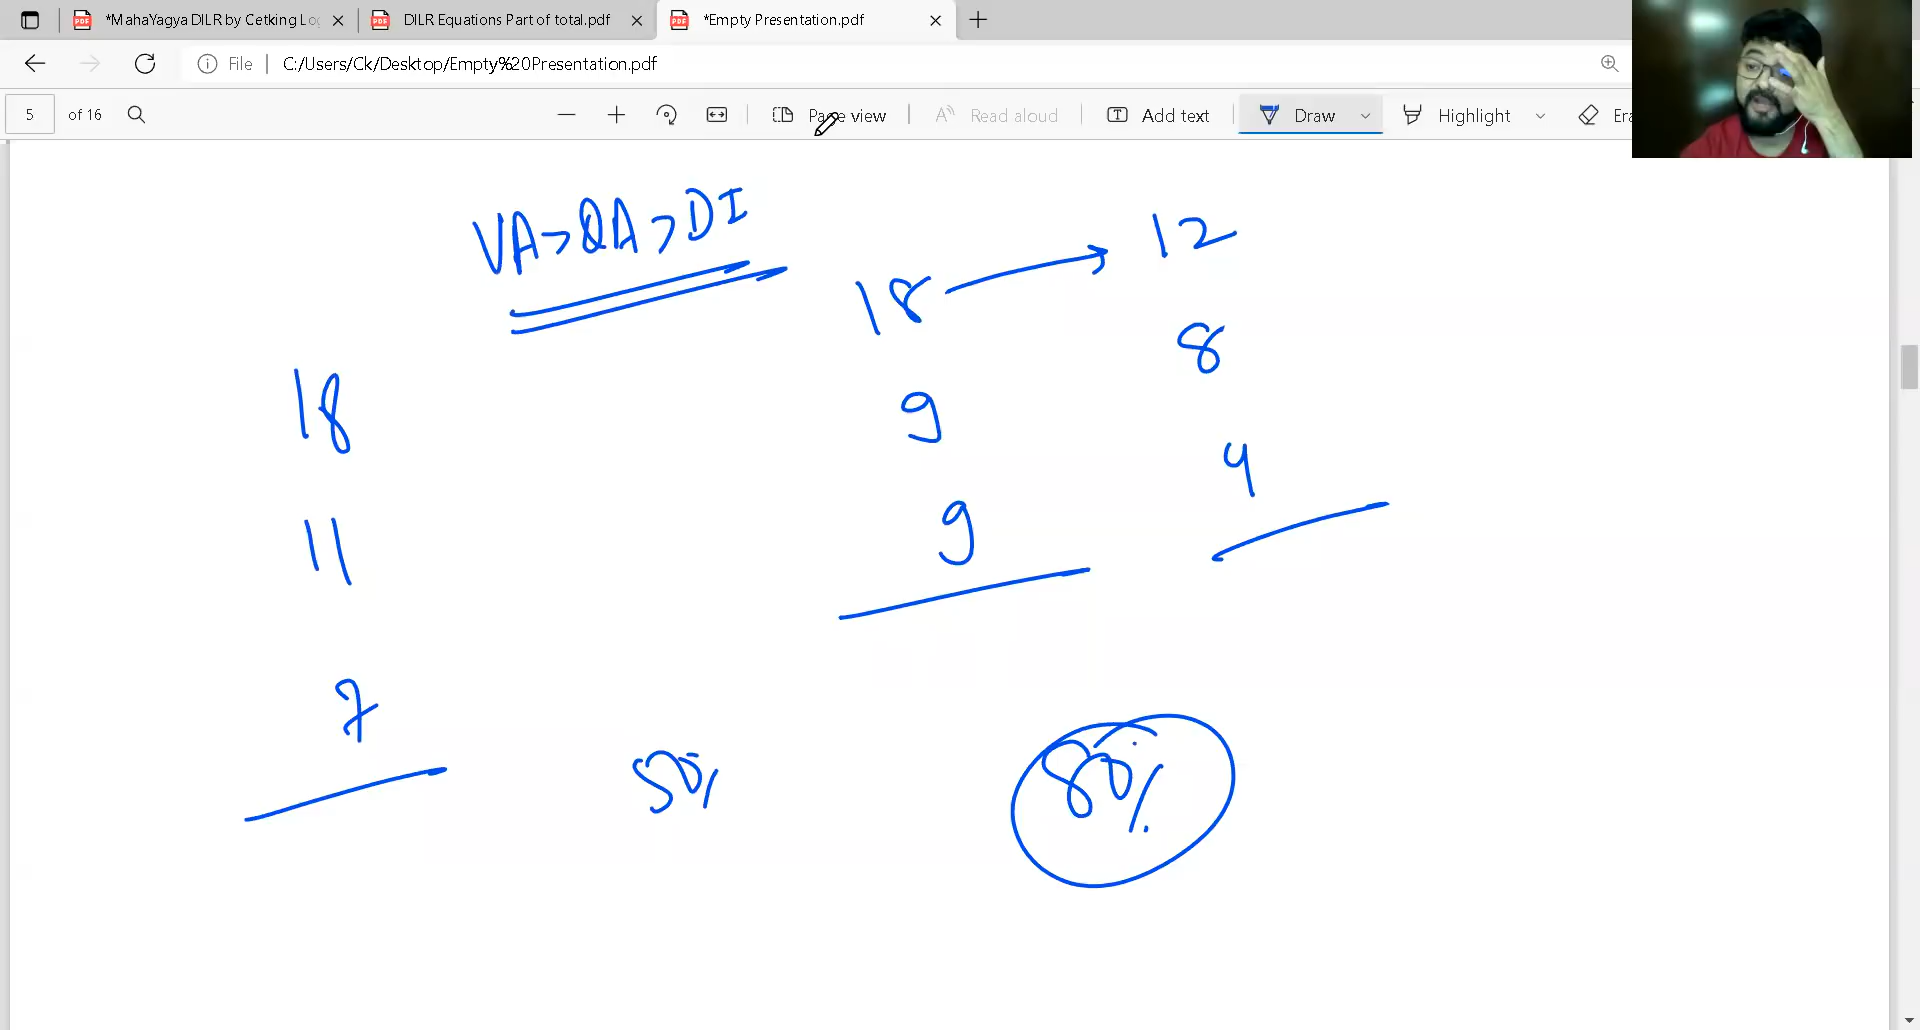 *MahaYagya DILR by Cetking Lo
DILR Equations Part of total.pdf
*Empty Presentation.pdf
File
C:/Users/Ck/Desktop/Empty%20Presentation.pdf
5 of 16
Page view
Read aloud
Add text
Draw
Highlight
Era
VA>QA>DI
18 → 12
9 8
9 4
18
11
7
50%
80%